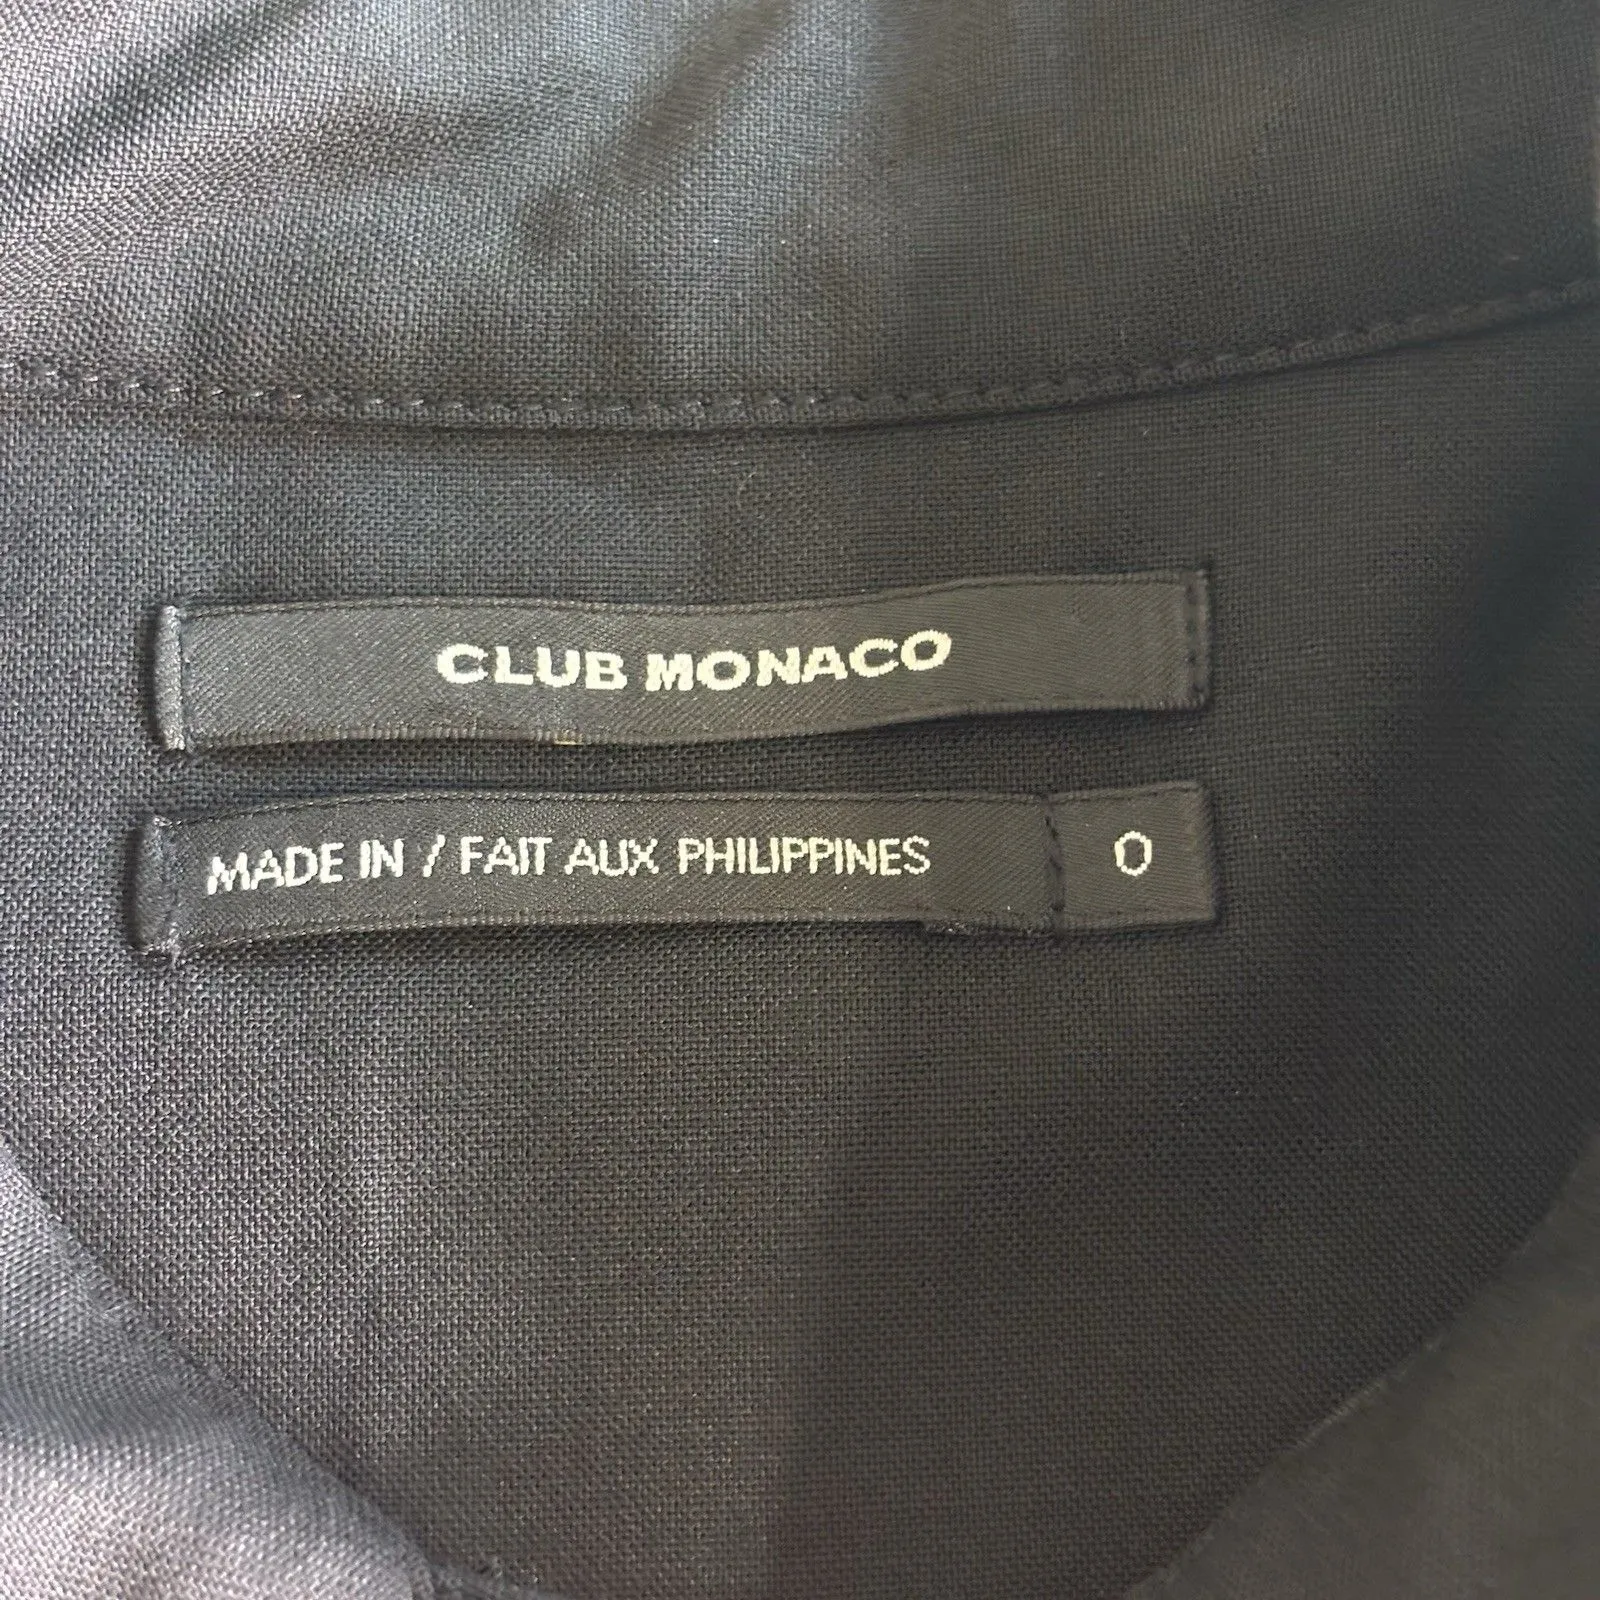 CLUB MONACO
MADE IN / FAIT AUX PHILIPPINES 0